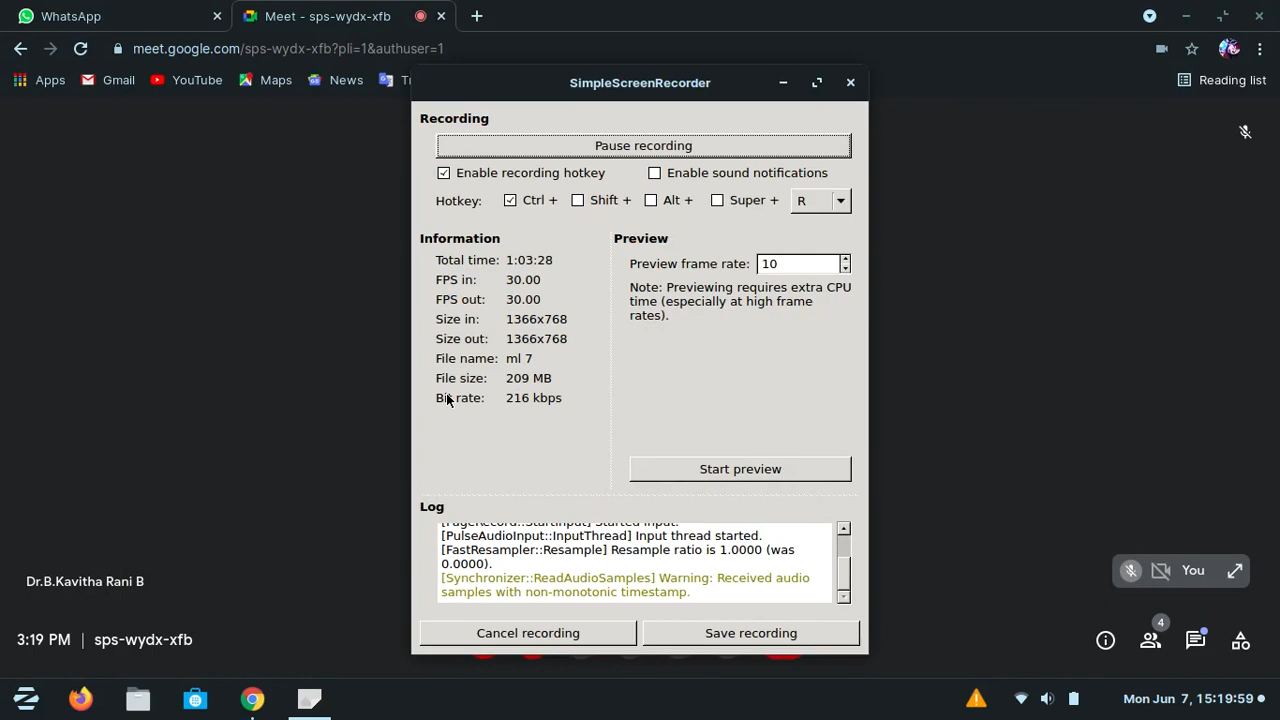 WhatsApp
Meet - sps-wydx-xfb
meet.google.com/sps-wydx-xfb?pli=1&authuser=1
Apps
Gmail
YouTube
Maps
News
Reading list
SimpleScreenRecorder
Recording
Pause recording
Enable recording hotkey
Enable sound notifications
Hotkey: Ctrl + Shift + Alt + Super + R
Information
Total time: 1:03:28
FPS in: 30.00
FPS out: 30.00
Size in: 1366x768
Size out: 1366x768
File name: ml 7
File size: 209 MB
Bit rate: 216 kbps
Preview
Preview frame rate: 10
Note: Previewing requires extra CPU
time (especially at high frame
rates).
Start preview
Log
[PageRecord::StartInput] Started input.
[PulseAudioInput::InputThread] Input thread started.
[FastResampler::Resample] Resample ratio is 1.0000 (was
0.0000).
[Synchronizer::ReadAudioSamples] Warning: Received audio
samples with non-monotonic timestamp.
Cancel recording
Save recording
Dr.B.Kavitha Rani B
You
3:19 PM | sps-wydx-xfb
4
Mon Jun 7, 15:19:59